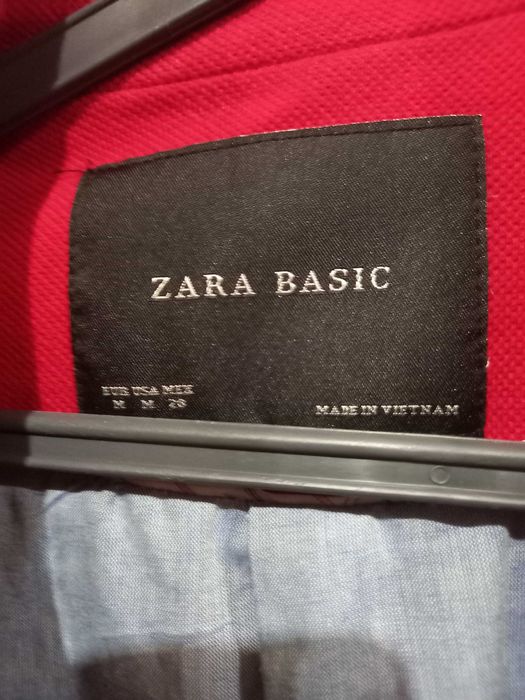 ZARA BASIC
EUR USA MEX
M M 28
MADE IN VIETNAM